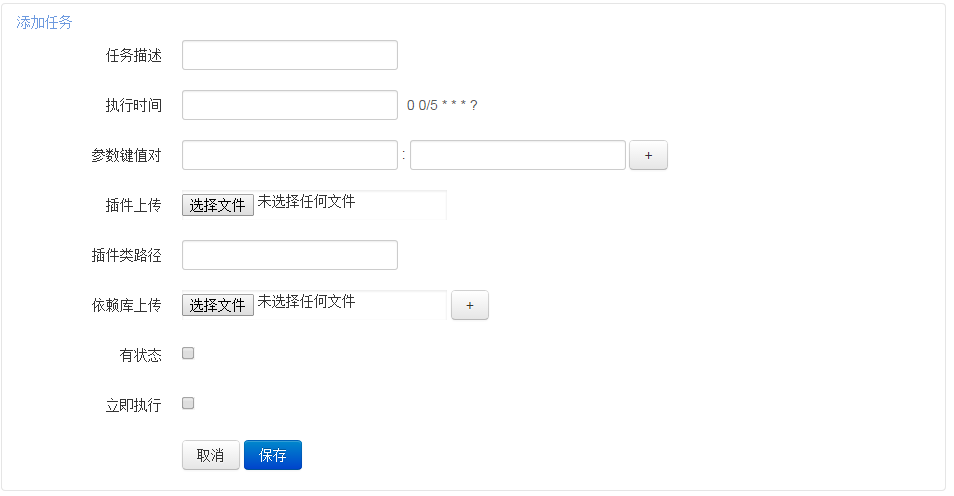 添加任务
任务描述
执行时间 0 0/5 * * * ?
参数键值对 : +
插件上传 选择文件 未选择任何文件
插件类路径
依赖库上传 选择文件 未选择任何文件 +
有状态
立即执行
取消 保存